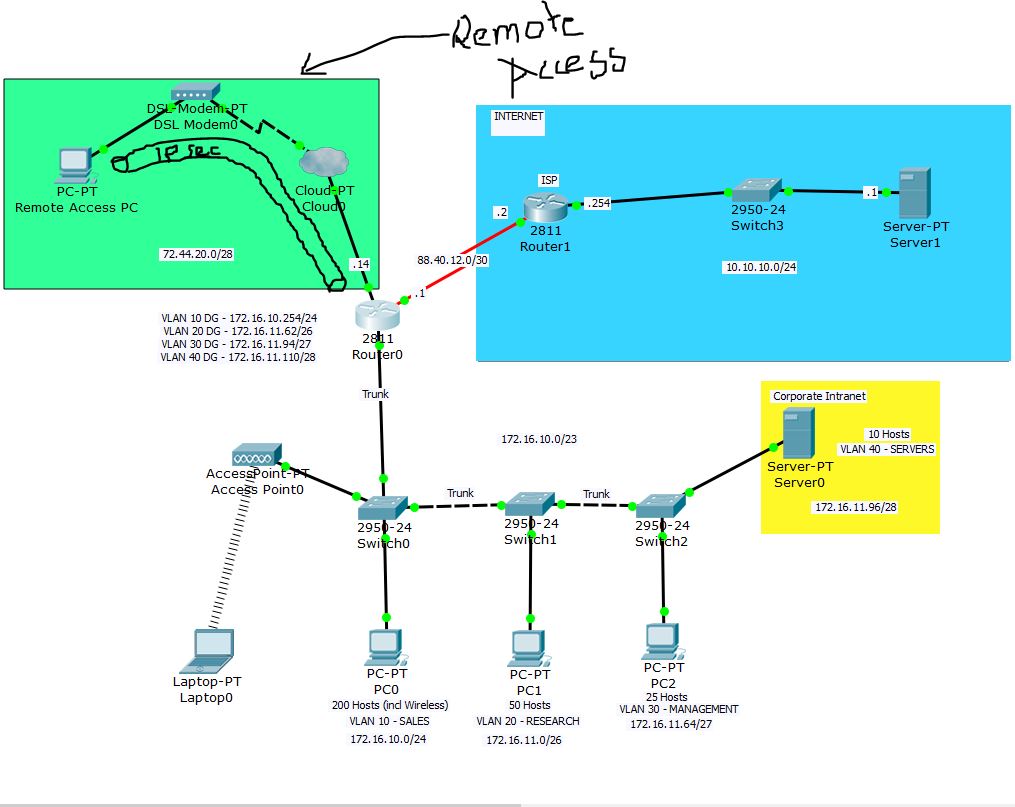 Remote
Access
INTERNET
DSL-Modem-PT
DSL Modem0
IP sec
PC-PT
Remote Access PC
Cloud-PT
Cloud0
72.44.20.0/28
.14
ISP
.2
2811
Router1
.254
2950-24
Switch3
.1
Server-PT
Server1
88.40.12.0/30
10.10.10.0/24
.1
VLAN 10 DG - 172.16.10.254/24
VLAN 20 DG - 172.16.11.62/26
VLAN 30 DG - 172.16.11.94/27
VLAN 40 DG - 172.16.11.110/28
2811
Router0
Trunk
Corporate Intranet
10 Hosts
VLAN 40 - SERVERS
Server-PT
Server0
172.16.11.96/28
172.16.10.0/23
AccessPoint-PT
Access Point0
Trunk
Trunk
2950-24
Switch0
2950-24
Switch1
2950-24
Switch2
Laptop-PT
Laptop0
PC-PT
PC0
200 Hosts (incl Wireless)
VLAN 10 - SALES
172.16.10.0/24
PC-PT
PC1
50 Hosts
VLAN 20 - RESEARCH
172.16.11.0/26
PC-PT
PC2
25 Hosts
VLAN 30 - MANAGEMENT
172.16.11.64/27